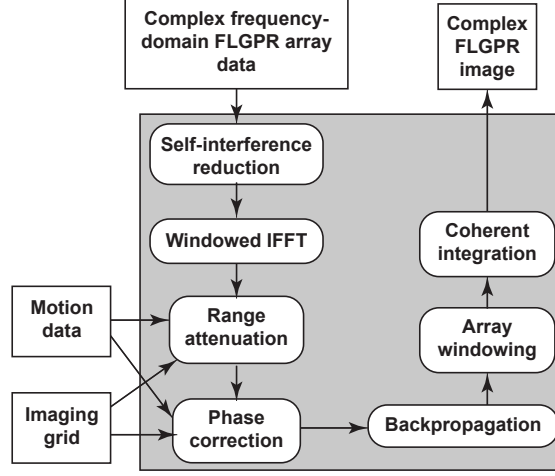 Complex frequency-
domain FLGPR array
data
Complex
FLGPR
image
Self-interference
reduction
Windowed IFFT
Coherent
integration
Motion
data
Range
attenuation
Array
windowing
Imaging
grid
Phase
correction
Backpropagation